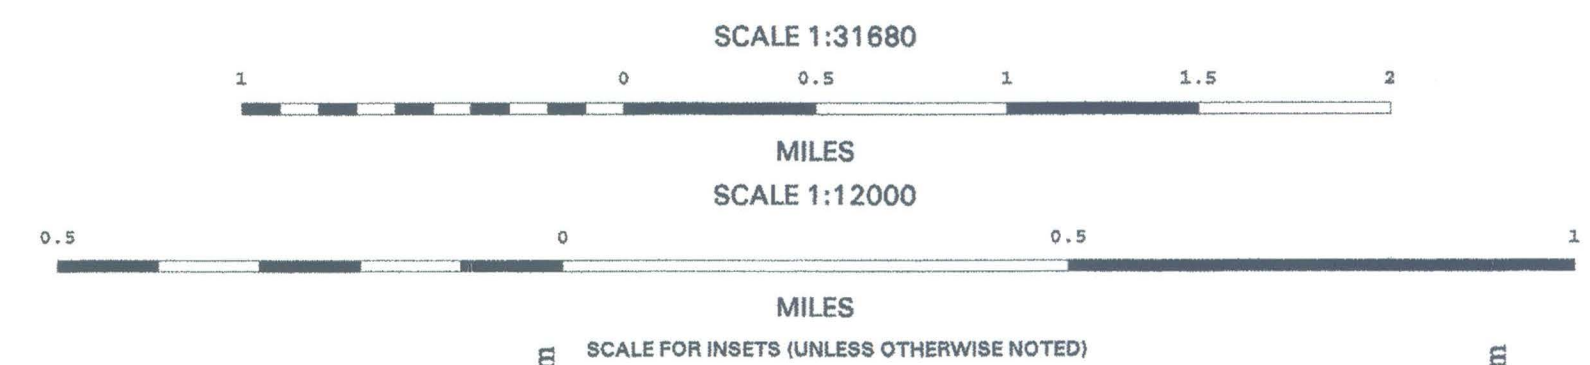 SCALE 1:31680
1 0 0.5 1 1.5 2
MILES
SCALE 1:12000
0.5 0 0.5 1
MILES
m SCALE FOR INSETS (UNLESS OTHERWISE NOTED) m